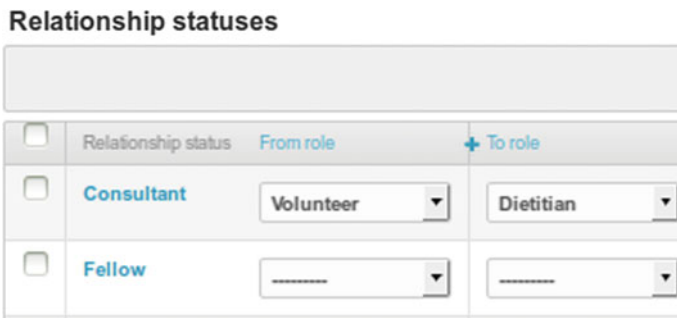 Relationship statuses
Relationship status From role + To role
Consultant Volunteer Dietitian
Fellow --------- ---------